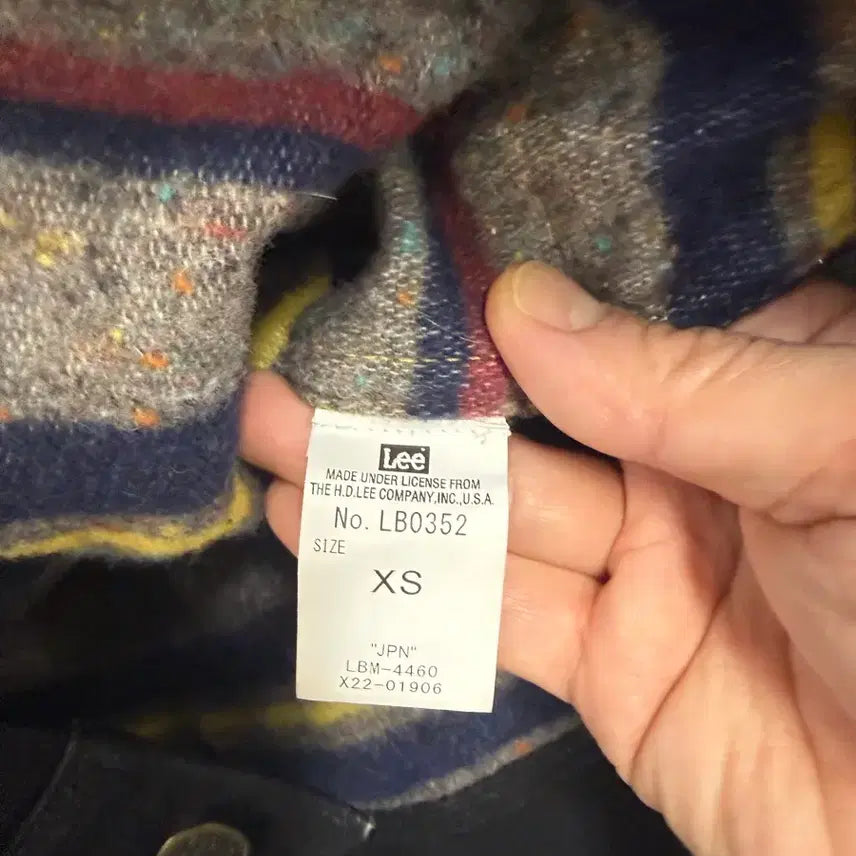 Lee
MADE UNDER LICENSE FROM
THE H.D.LEE COMPANY,INC.,U.S.A.
No. LB0352
SIZE
XS
"JPN"
LBM-4460
X22-01906